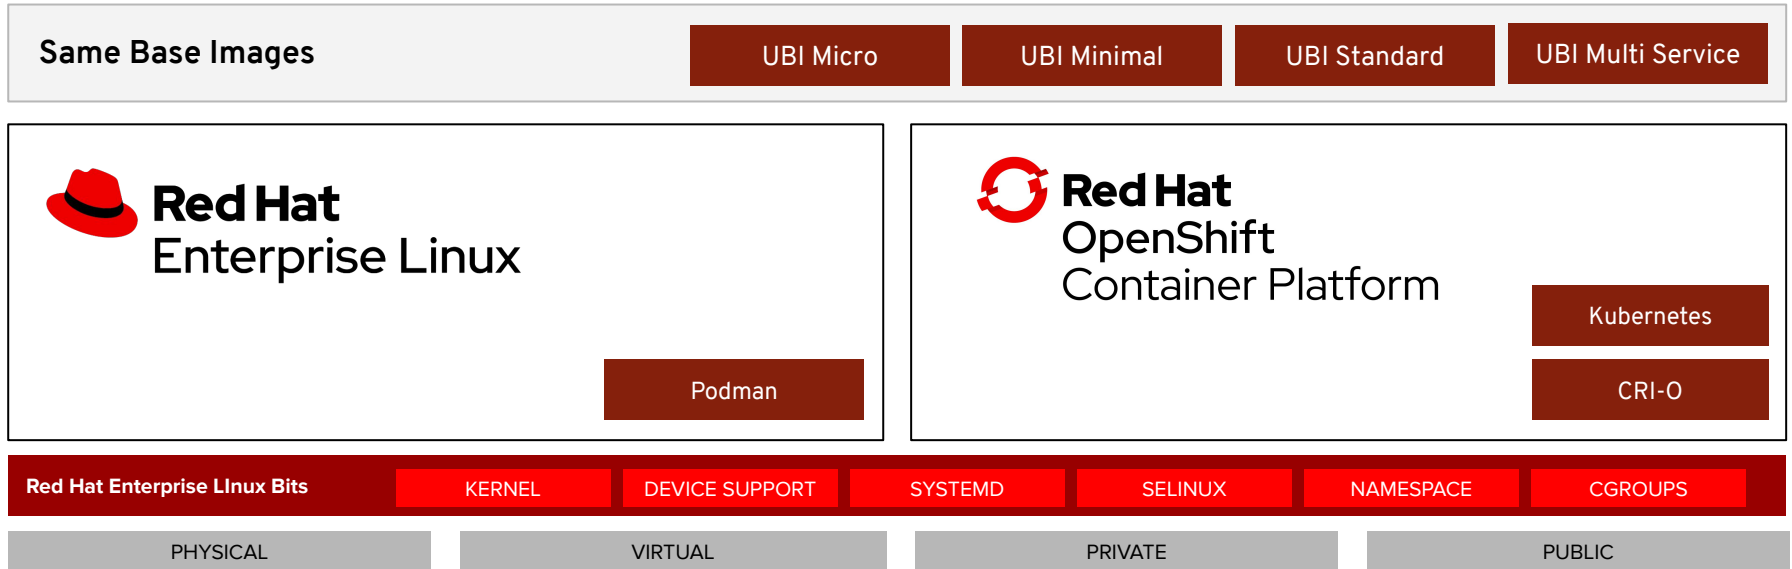 Same Base Images
UBI Micro
UBI Minimal
UBI Standard
UBI Multi Service
Red Hat
Enterprise Linux
Podman
Red Hat
OpenShift
Container Platform
Kubernetes
CRI-O
Red Hat Enterprise LInux Bits
KERNEL
DEVICE SUPPORT
SYSTEMD
SELINUX
NAMESPACE
CGROUPS
PHYSICAL
VIRTUAL
PRIVATE
PUBLIC